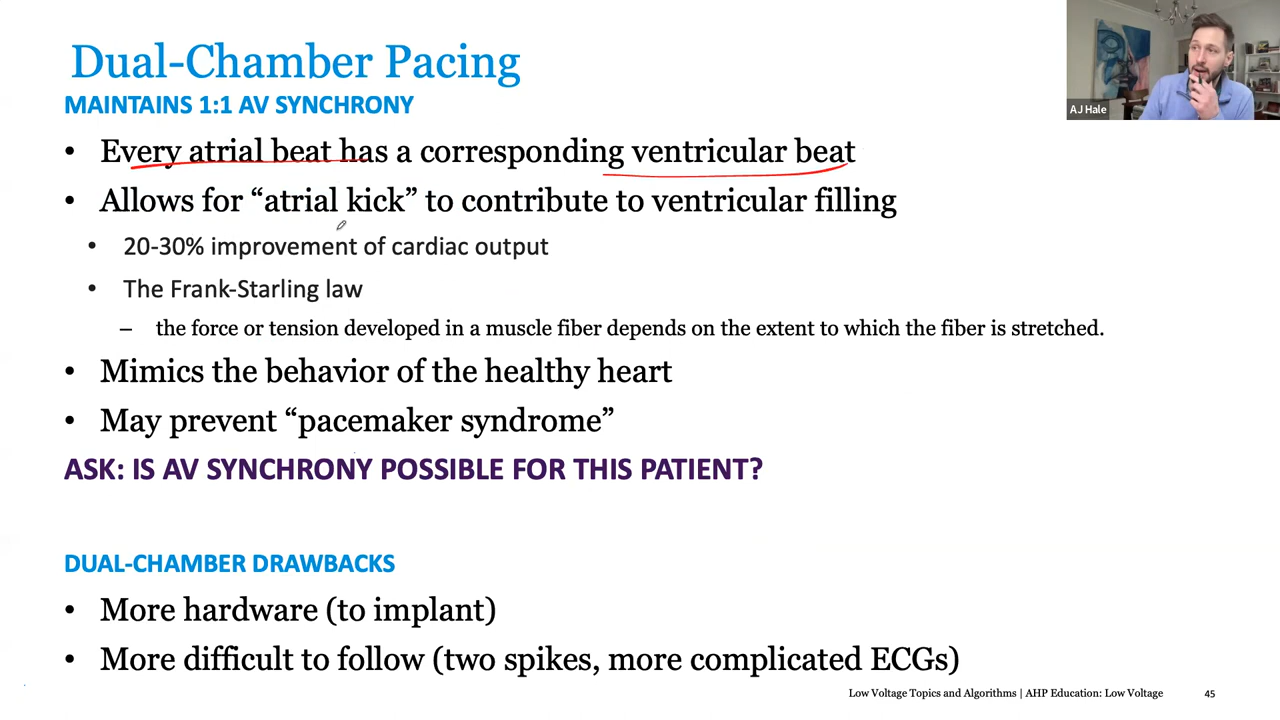 Dual-Chamber Pacing
MAINTAINS 1:1 AV SYNCHRONY
• Every atrial beat has a corresponding ventricular beat
• Allows for “atrial kick” to contribute to ventricular filling
• 20-30% improvement of cardiac output
• The Frank-Starling law
– the force or tension developed in a muscle fiber depends on the extent to which the fiber is stretched.
• Mimics the behavior of the healthy heart
• May prevent “pacemaker syndrome”
ASK: IS AV SYNCHRONY POSSIBLE FOR THIS PATIENT?
DUAL-CHAMBER DRAWBACKS
• More hardware (to implant)
• More difficult to follow (two spikes, more complicated ECGs)
Low Voltage Topics and Algorithms | AHP Education: Low Voltage 45
AJ Hale